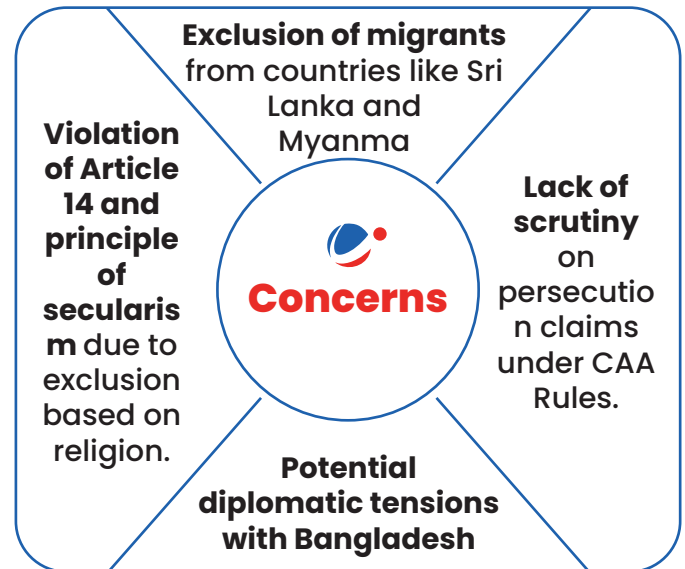 Exclusion of migrants
from countries like Sri
Lanka and
Myanma
Violation
of Article
14 and
principle
of
secularis
m due to
exclusion
based on
religion.
Concerns
Lack of
scrutiny
on
persecutio
n claims
under CAA
Rules.
Potential
diplomatic tensions
with Bangladesh